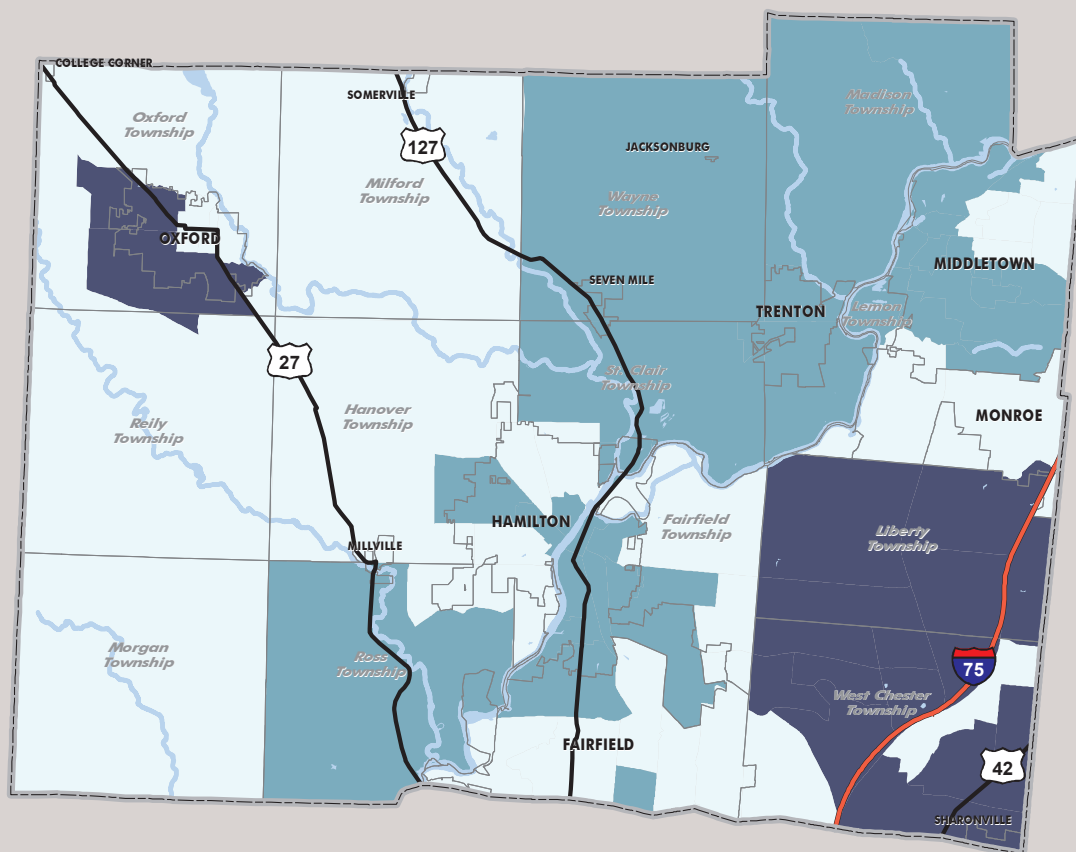 COLLEGE CORNER
SOMERVILLE
Oxford
Township
Madison
Township
127
JACKSONBURG
Milford
Township
Wayne
Township
OXFORD
MIDDLETOWN
SEVEN MILE
TRENTON
Lemon
Township
27
St. Clair
Township
Hanover
Township
MONROE
Reily
Township
HAMILTON
Fairfield
Township
Liberty
Township
MILLVILLE
Morgan
Township
Ross
Township
75
West Chester
Township
FAIRFIELD
42
SHARONVILLE